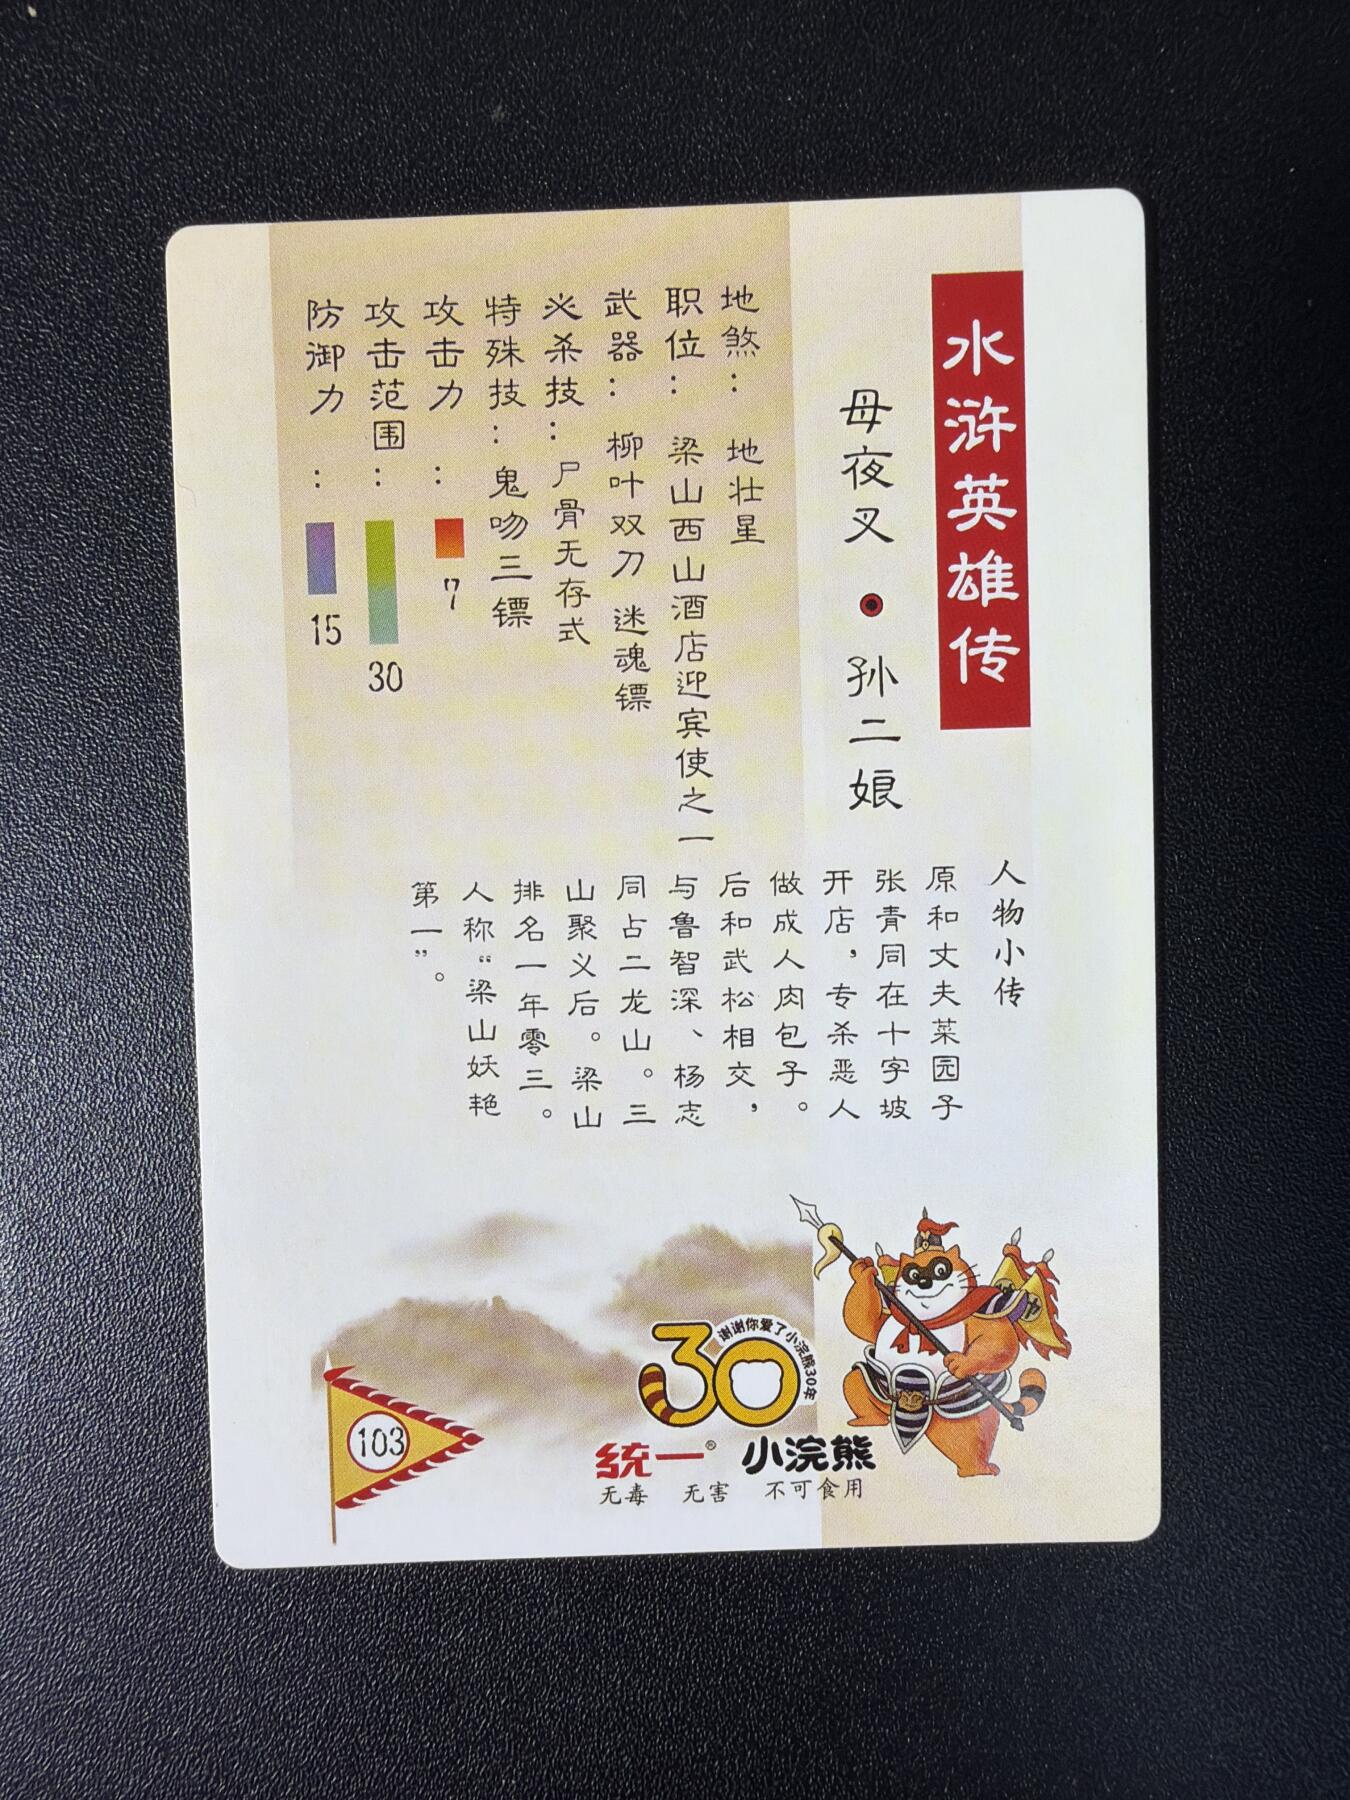 水浒英雄传
母夜叉●孙二娘
地煞：地壮星
职位：梁山西山酒店迎宾使之一
武器：柳叶双刀 迷魂镖
必杀技：尸骨无存式
特殊技：鬼吻三镖
攻击力：7
攻击范围：30
防御力：15
人物小传
原和丈夫菜园子
张青同在十字坡
开店，专杀恶人
做成人肉包子。
后和武松相交，
与鲁智深、杨志
同占二龙山。三
山聚义后。梁山
排名一年零三。
人称“梁山妖艳
第一”。
谢谢你爱了小浣熊30年
30
统一® 小浣熊
无毒 无害 不可食用
103